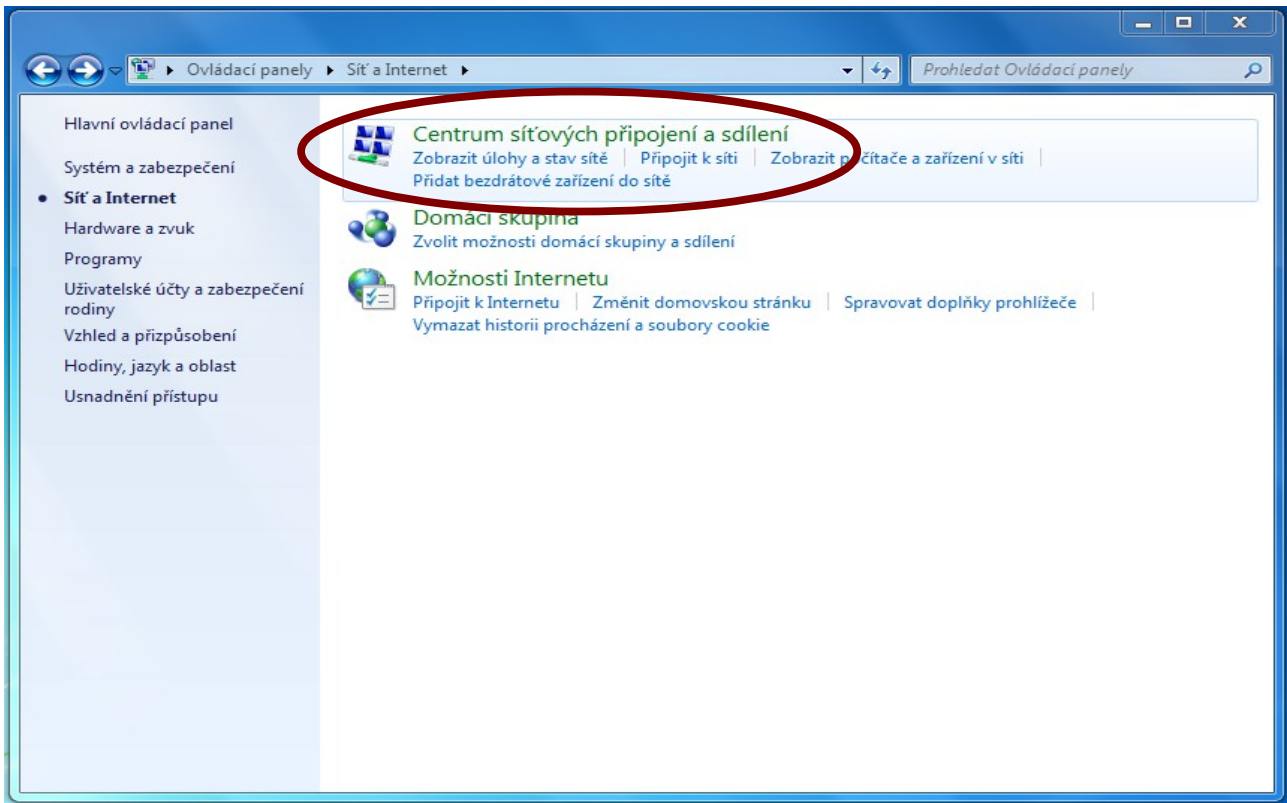 Ovládací panely ▸ Síť a Internet ▸
Prohledat Ovládací panely
Hlavní ovládací panel
Systém a zabezpečení
Síť a Internet
Hardware a zvuk
Programy
Uživatelské účty a zabezpečení
rodiny
Vzhled a přizpůsobení
Hodiny, jazyk a oblast
Usnadnění přístupu
Centrum síťových připojení a sdílení
Zobrazit úlohy a stav sítě | Připojit k síti | Zobrazit počítače a zařízení v síti |
Přidat bezdrátové zařízení do sítě
Domácí skupina
Zvolit možnosti domácí skupiny a sdílení
Možnosti Internetu
Připojit k Internetu | Změnit domovskou stránku | Spravovat doplňky prohlížeče |
Vymazat historii procházení a soubory cookie